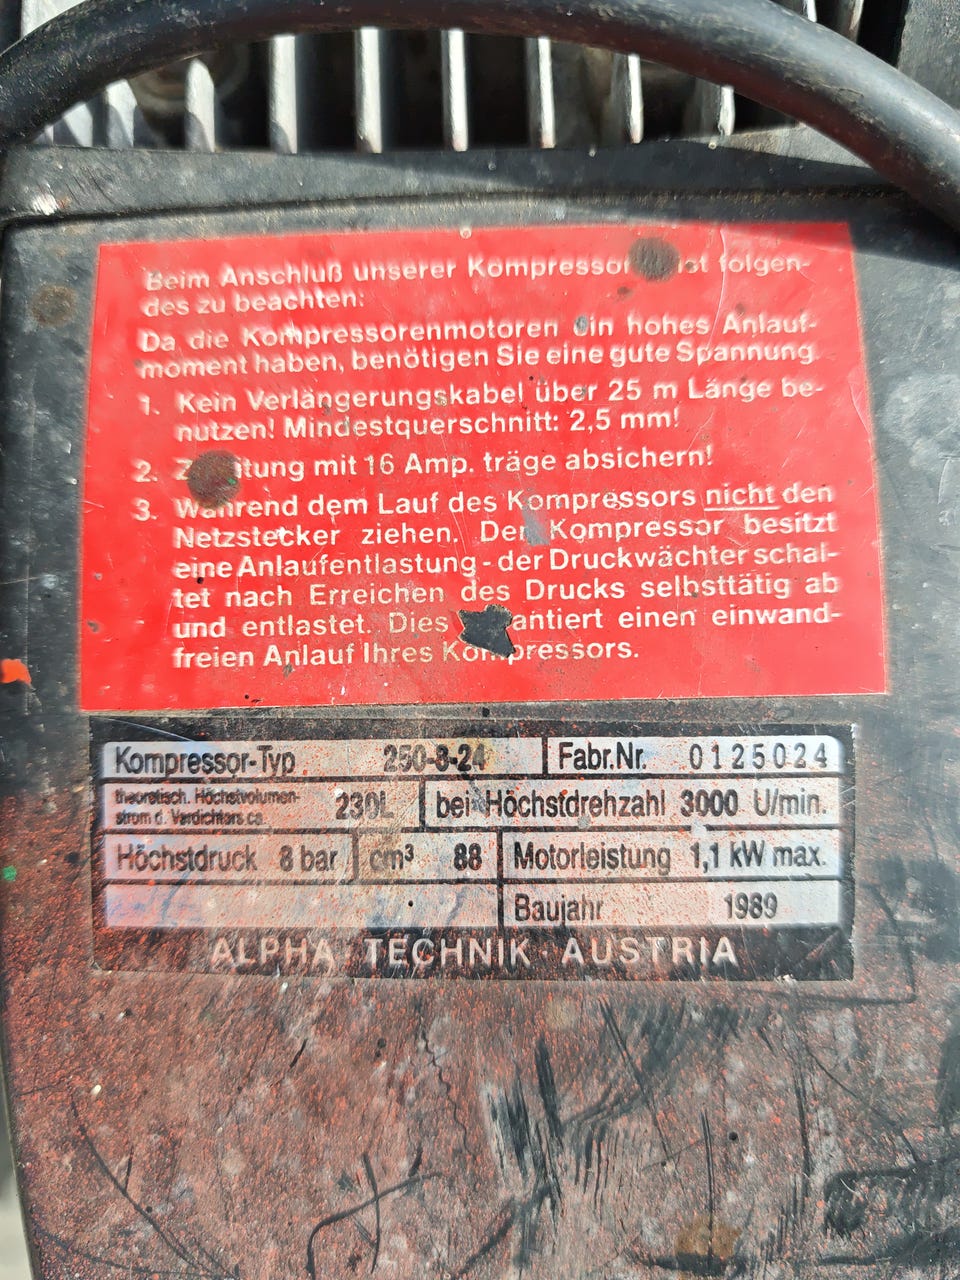 Beim Anschluß unserer Kompressor ist folgen-
des zu beachten:
Da die Kompressorenmotoren ein hohes Anlauf-
moment haben, benötigen Sie eine gute Spannung.
1. Kein Verlängerungskabel über 25 m Länge be-
nutzen! Mindestquerschnitt: 2,5 mm!
2. mit 16 Amp. träge absichern!
3. Während dem Lauf des Kompressors nicht den
Netzstecker ziehen. Der Kompressor besitzt
eine Anlaufentlastung - der Druckwächter schal-
tet nach Erreichen des Drucks selbsttätig ab
und entlastet. Dies einen einwand-
freien Anlauf Ihres Kompressors.
Kompressor-Typ 250-8-24 Fabr.Nr. 0125024
theoretisch. Höchstvolumen- 230L bei Höchstdrehzahl 3000 U/min.
strom d. Verdichters ca.
Höchstdruck 8 bar cm³ 88 Motorleistung 1,1 kW max.
Baujahr 1989
ALPHA TECHNIK · AUSTRIA